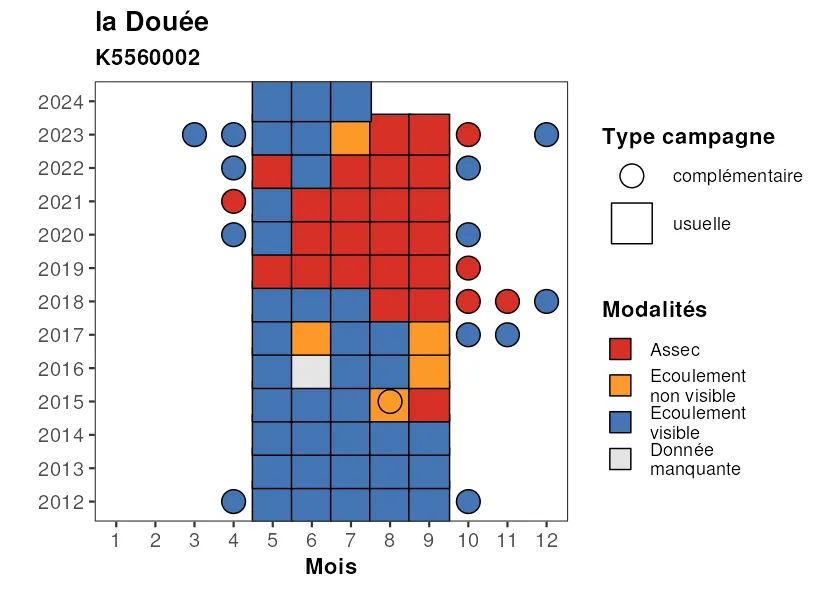 la Douée
K5560002
2024
2023
2022
2021
2020
2019
2018
2017
2016
2015
2014
2013
2012
1 2 3 4 5 6 7 8 9 10 11 12
Mois
Type campagne
complémentaire
usuelle
Modalités
Assec
Ecoulement
non visible
Ecoulement
visible
Donnée
manquante